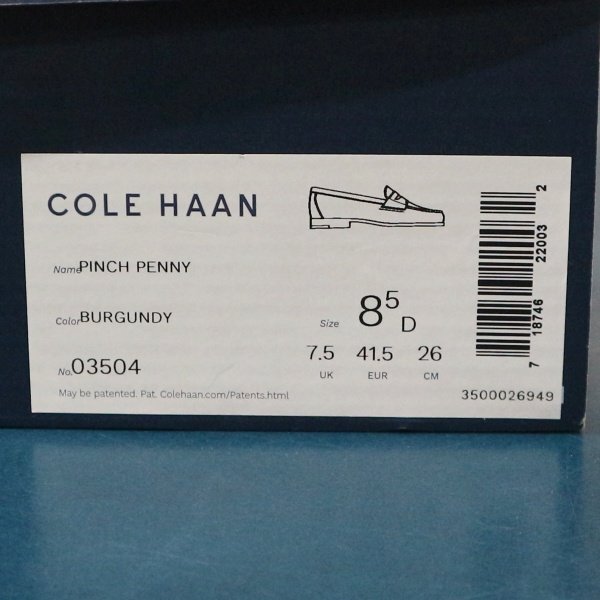 COLE HAAN
Name PINCH PENNY
Color BURGUNDY
Size 8⁵ D
No. 03504
7.5 41.5 26
UK EUR CM
May be patented. Pat. Colehaan.com/Patents.html
3500026949
7 18746 22003 2